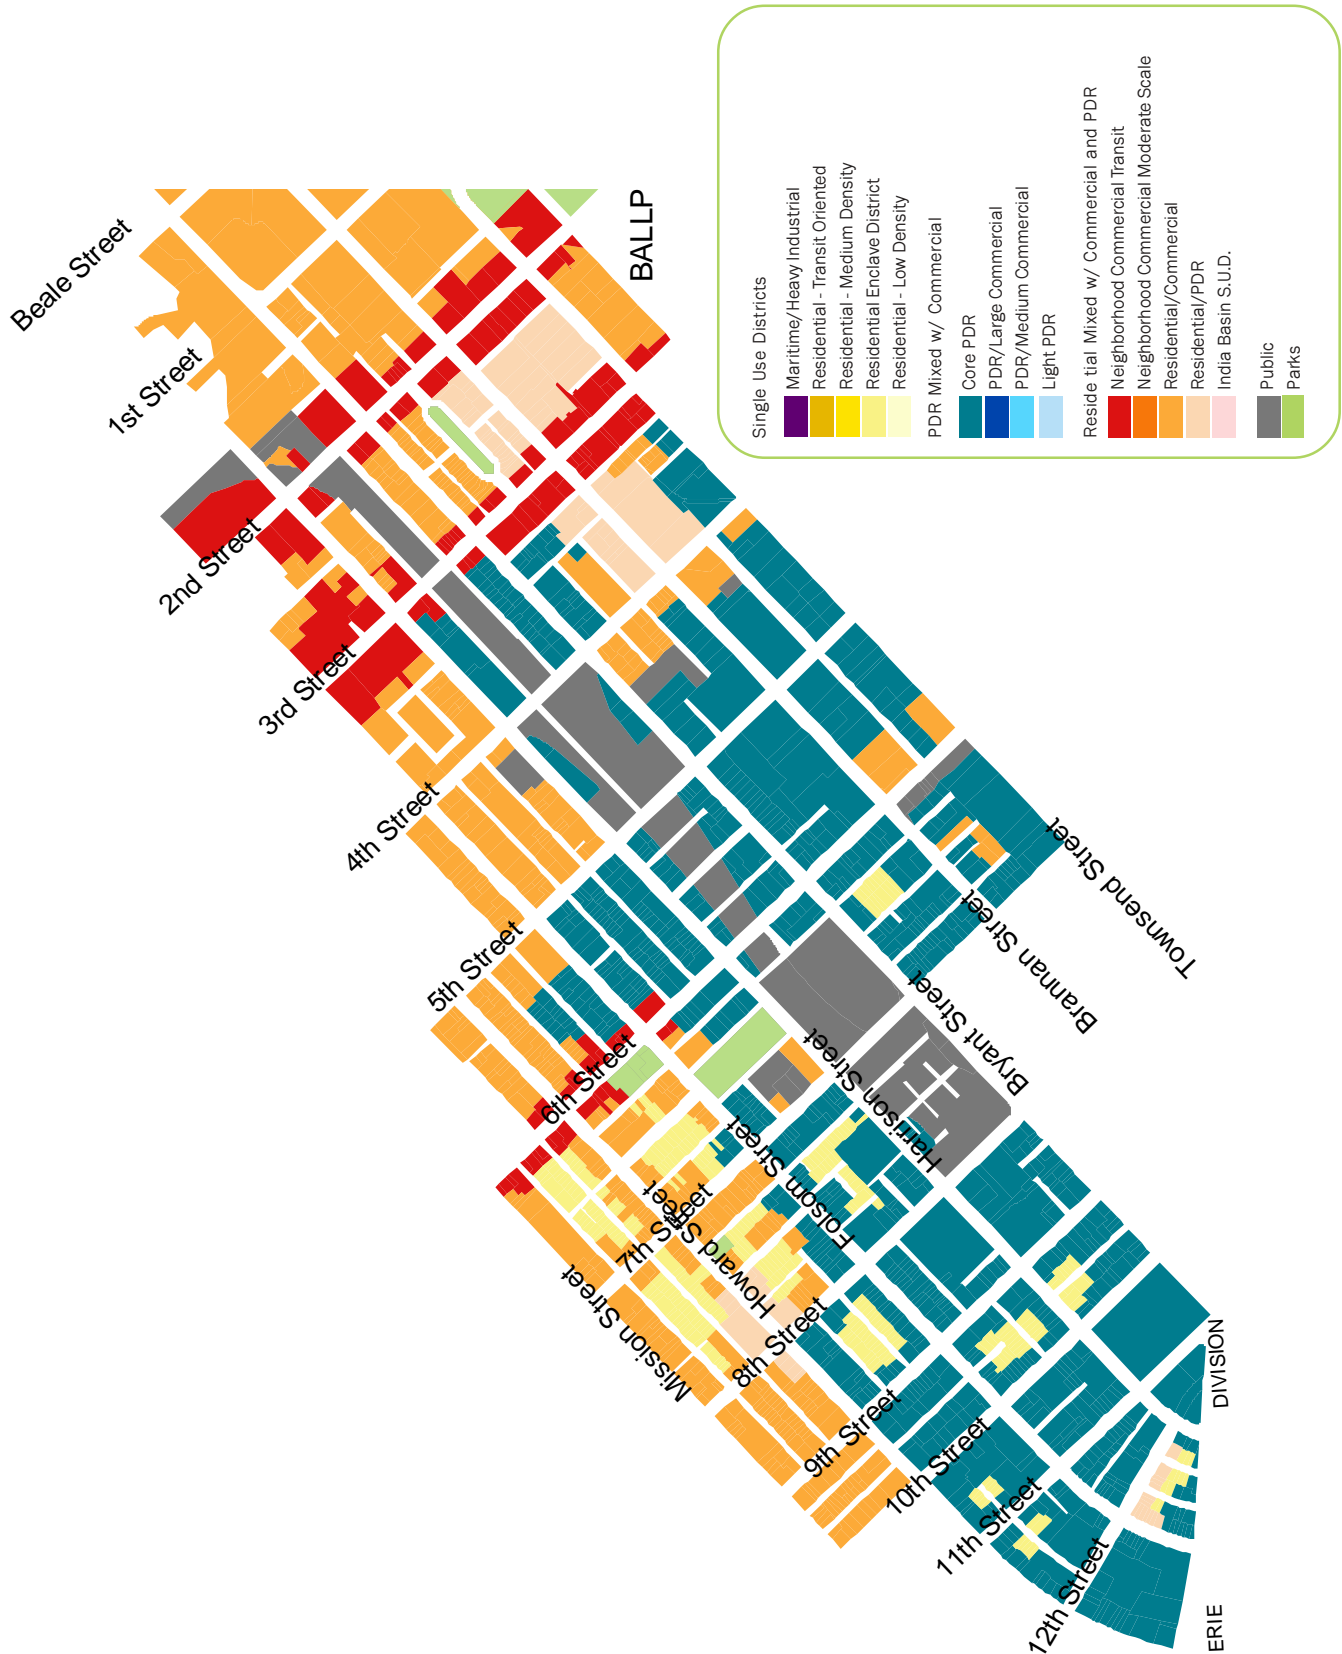 Beale Street
1st Street
2nd Street
3rd Street
4th Street
5th Street
6th Street
7th Street
8th Street
9th Street
10th Street
11th Street
12th Street
Mission Street
Howard Street
Folsom Street
Harrison Street
Bryant Street
Brannan Street
Townsend Street
BALLP
DIVISION
ERIE
Single Use Districts
Maritime/Heavy Industrial
Residential - Transit Oriented
Residential - Medium Density
Residential Enclave District
Residential - Low Density
PDR Mixed w/ Commercial
Core PDR
PDR/Large Commercial
PDR/Medium Commercial
Light PDR
Reside tial Mixed w/ Commercial and PDR
Neighborhood Commercial Transit
Neighborhood Commercial Moderate Scale
Residential/Commercial
Residential/PDR
India Basin S.U.D.
Public
Parks